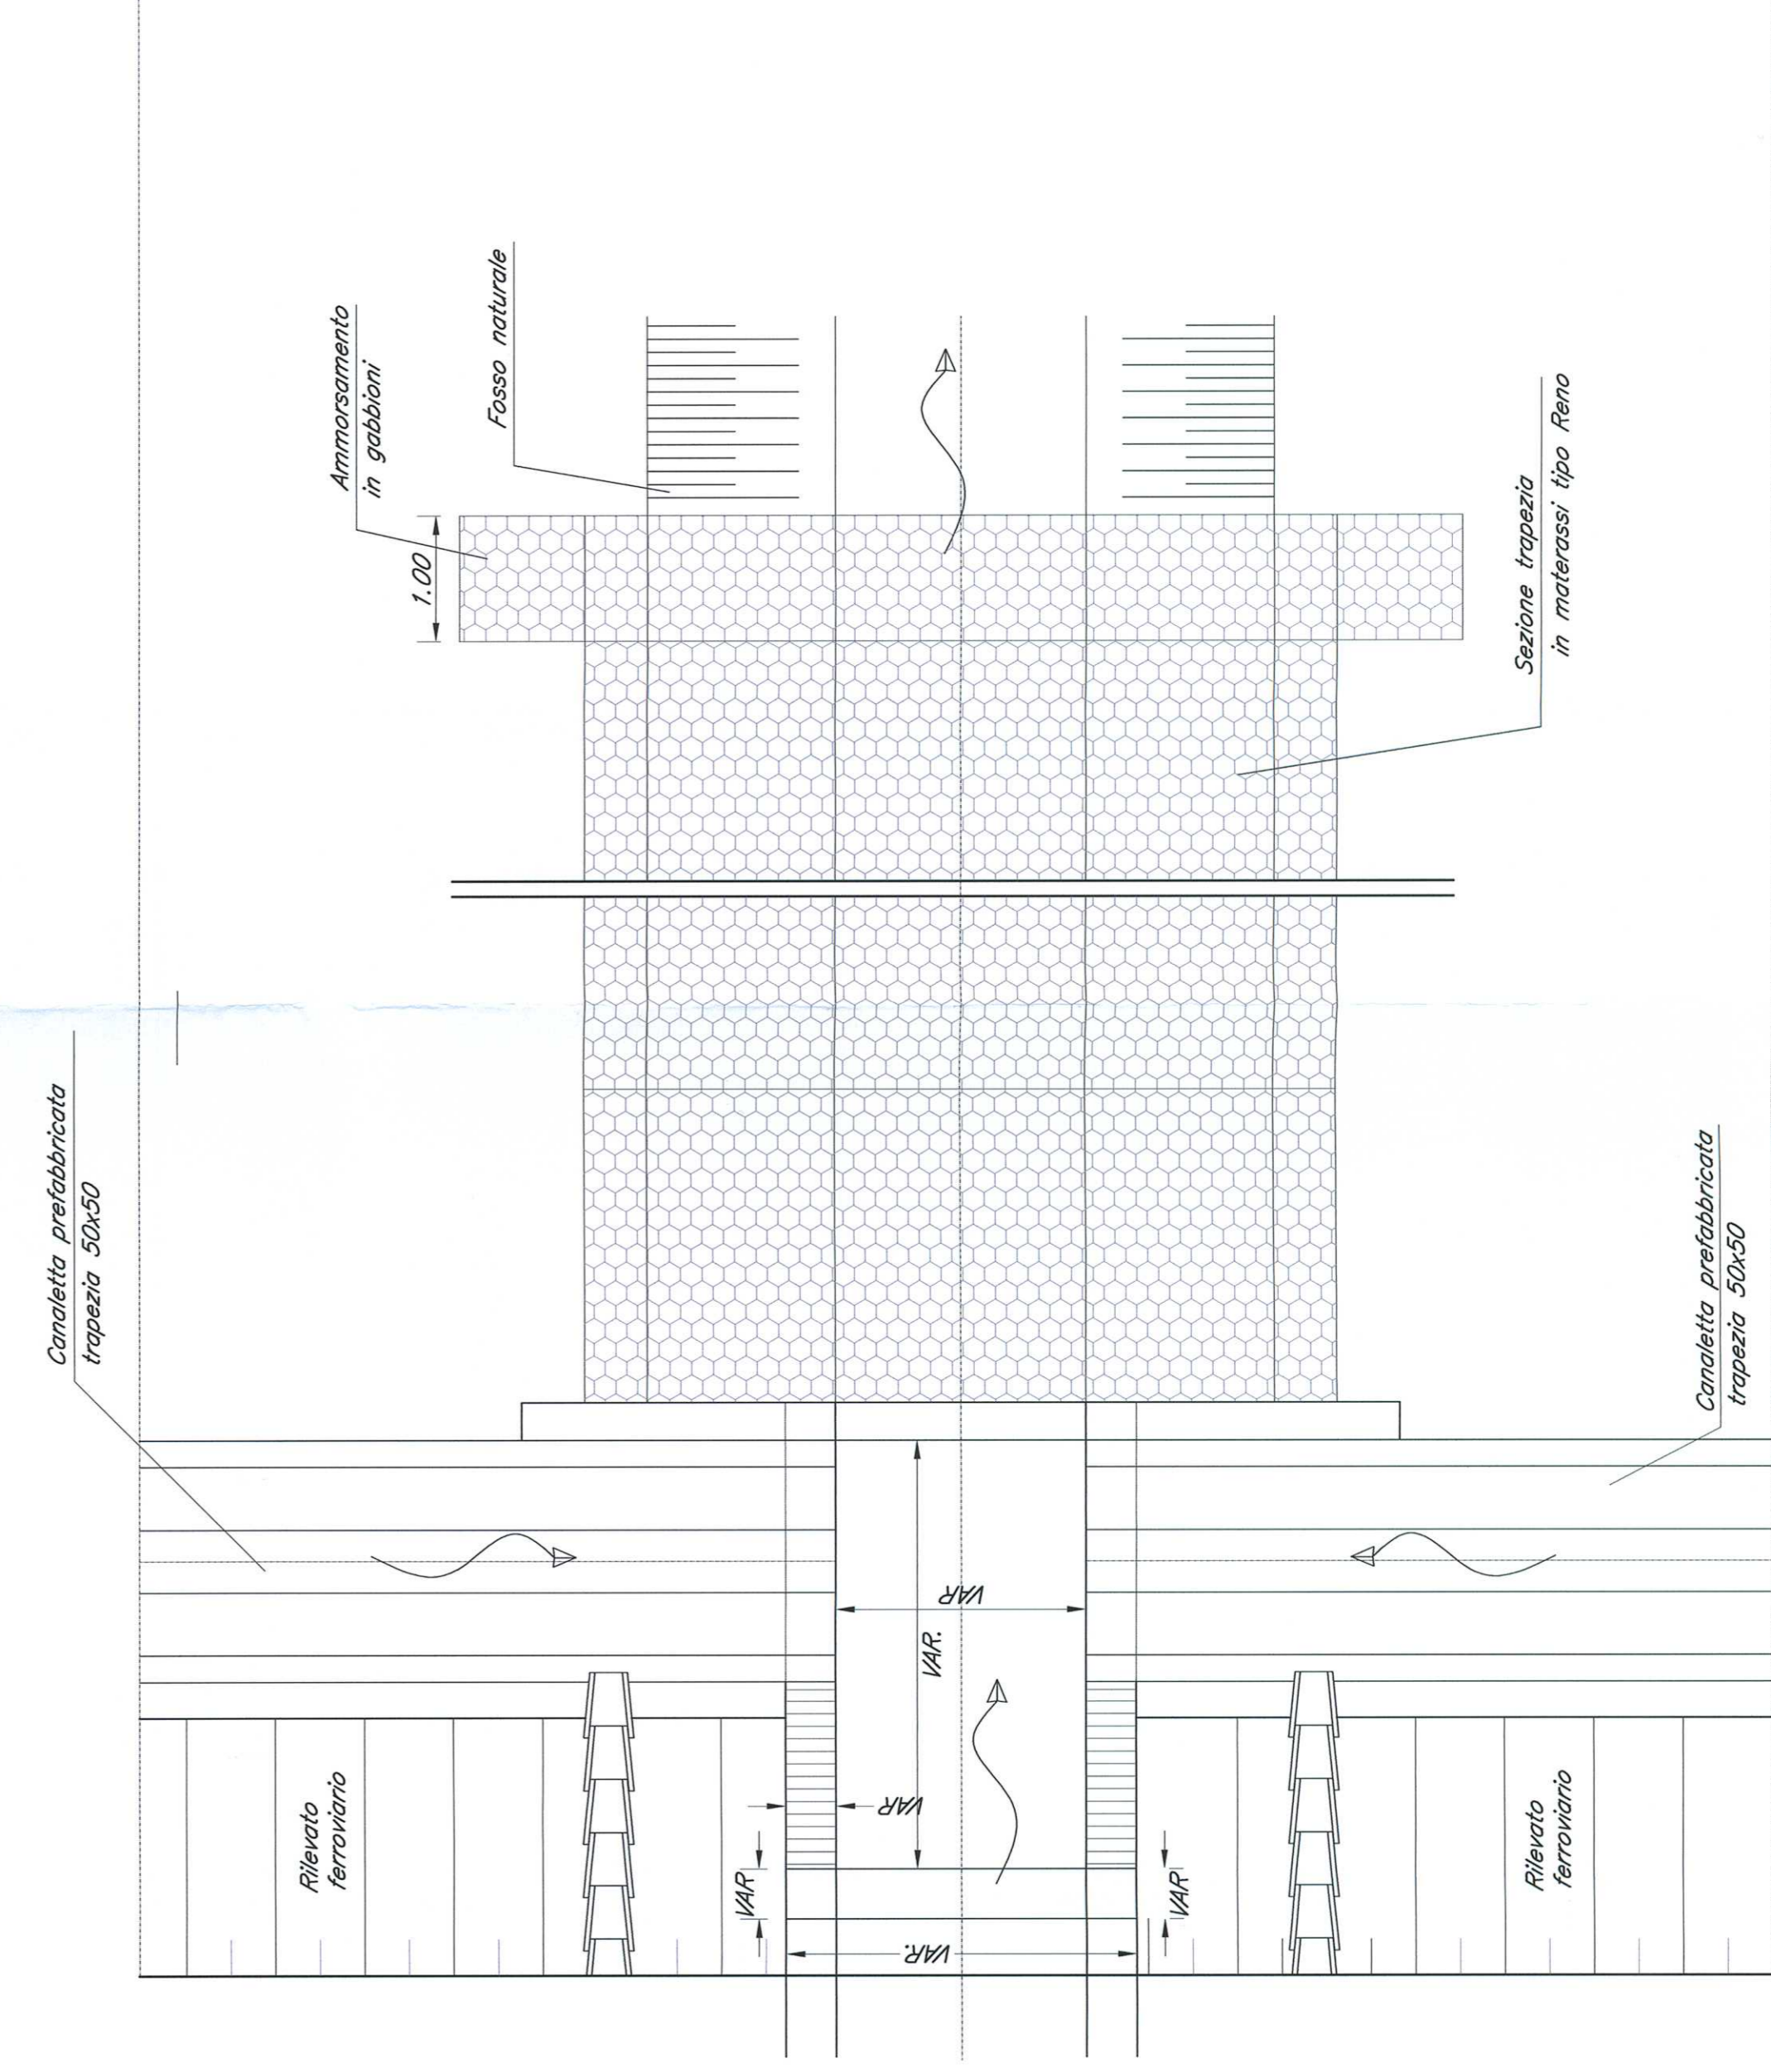 Ammorsamento
in gabbioni
Fosso naturale
1.00
Sezione trapezia
in materassi tipo Reno
Canaletta prefabbricata
trapezia 50x50
Canaletta prefabbricata
trapezia 50x50
VAR
VAR.
VAR
VAR
VAR
VAR.
Rilevato
ferroviario
Rilevato
ferroviario